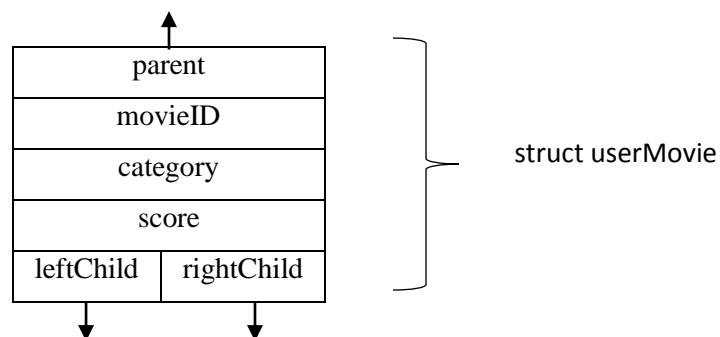 parent
movieID
category
struct userMovie
score
leftChild rightChild